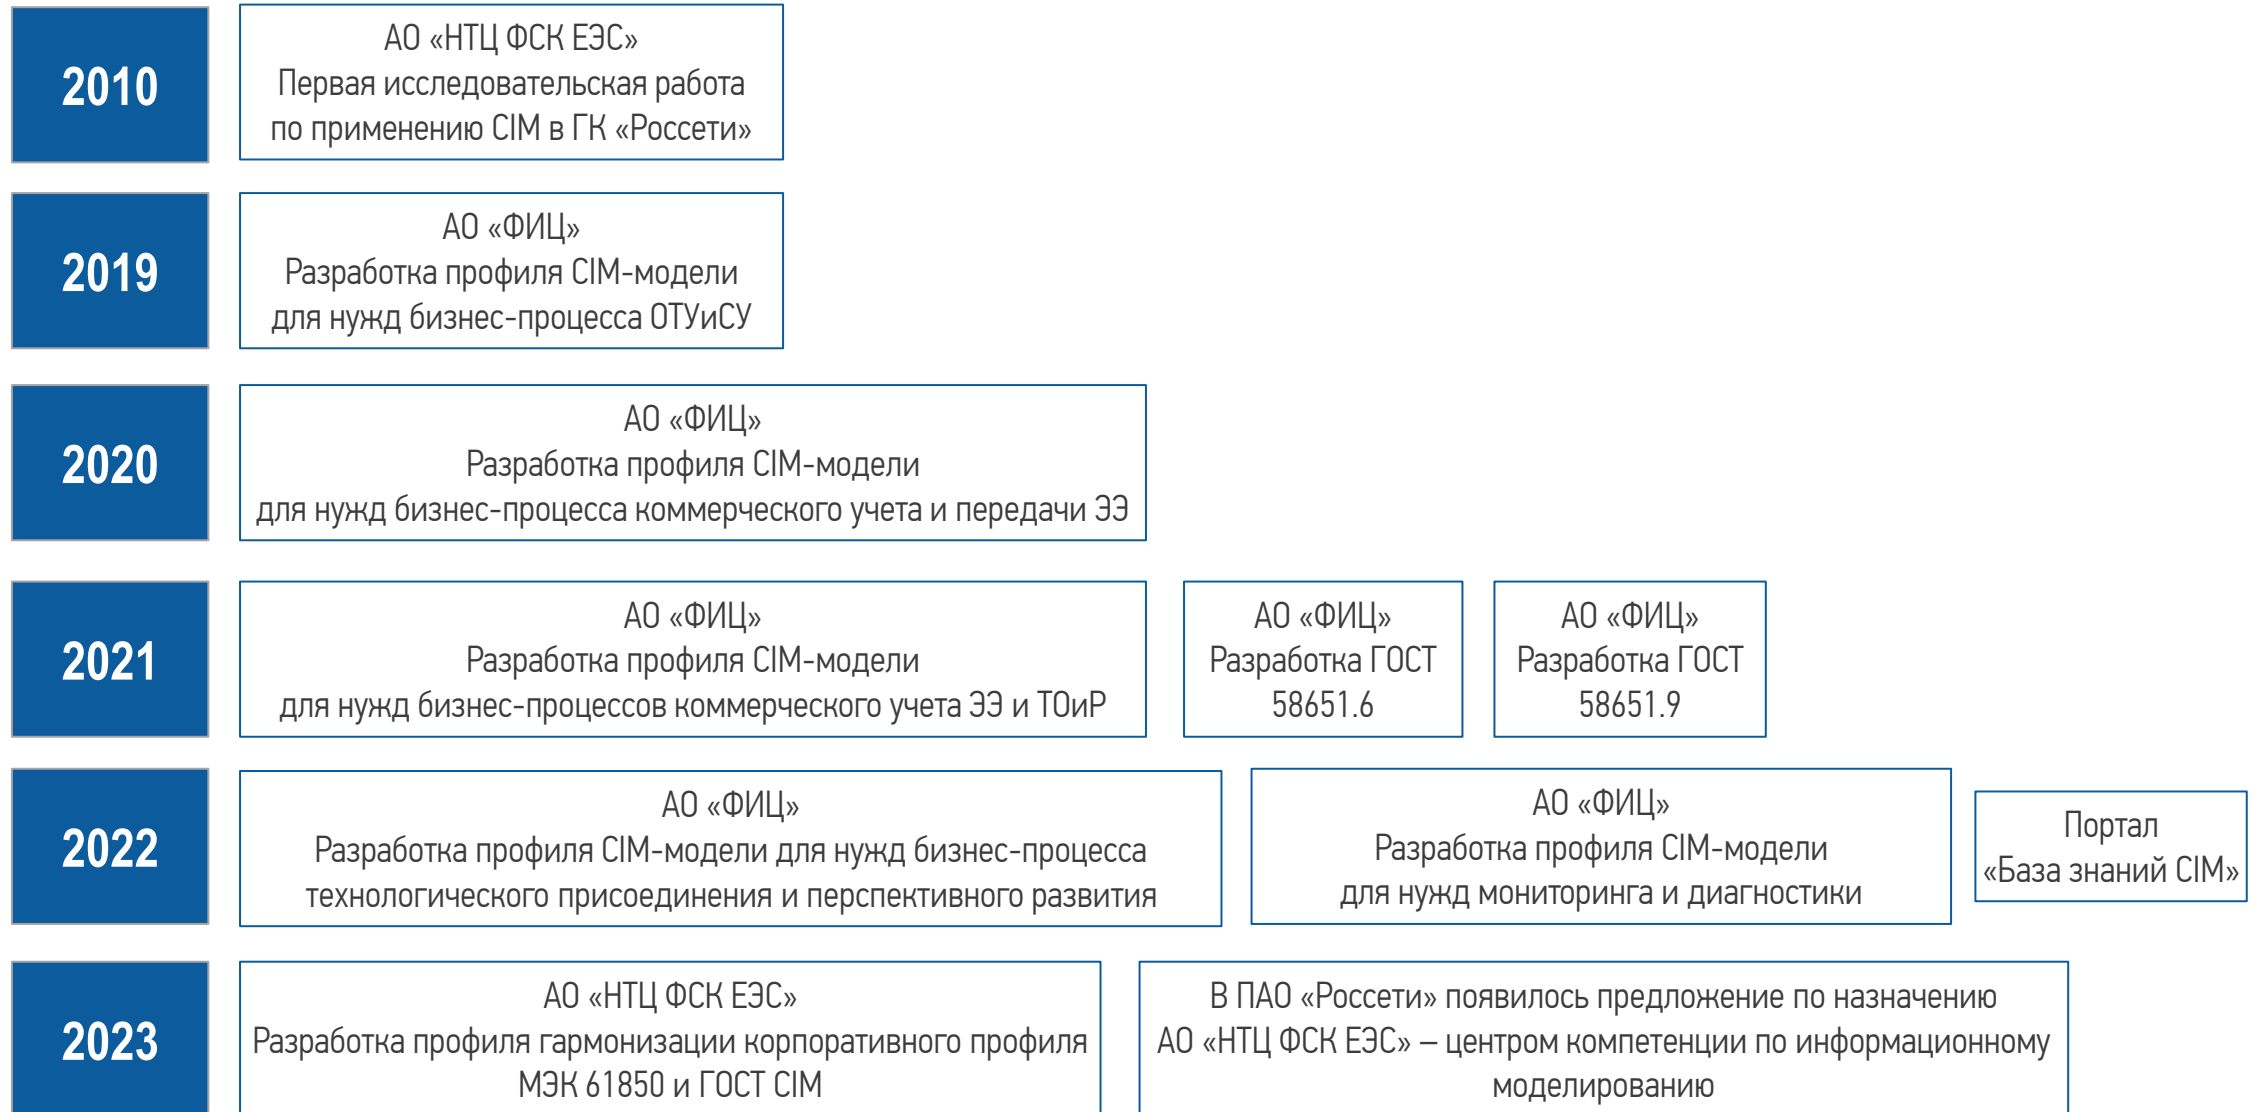 2010
АО «НТЦ ФСК ЕЭС»
Первая исследовательская работа
по применению CIM в ГК «Россети»
2019
АО «ФИЦ»
Разработка профиля CIM-модели
для нужд бизнес-процесса ОТУиСУ
2020
АО «ФИЦ»
Разработка профиля CIM-модели
для нужд бизнес-процесса коммерческого учета и передачи ЭЭ
2021
АО «ФИЦ»
Разработка профиля CIM-модели
для нужд бизнес-процессов коммерческого учета ЭЭ и ТОиР
АО «ФИЦ»
Разработка ГОСТ
58651.6
АО «ФИЦ»
Разработка ГОСТ
58651.9
2022
АО «ФИЦ»
Разработка профиля CIM-модели для нужд бизнес-процесса
технологического присоединения и перспективного развития
АО «ФИЦ»
Разработка профиля CIM-модели
для нужд мониторинга и диагностики
Портал
«База знаний CIM»
2023
АО «НТЦ ФСК ЕЭС»
Разработка профиля гармонизации корпоративного профиля
МЭК 61850 и ГОСТ CIM
В ПАО «Россети» появилось предложение по назначению
АО «НТЦ ФСК ЕЭС» – центром компетенции по информационному
моделированию